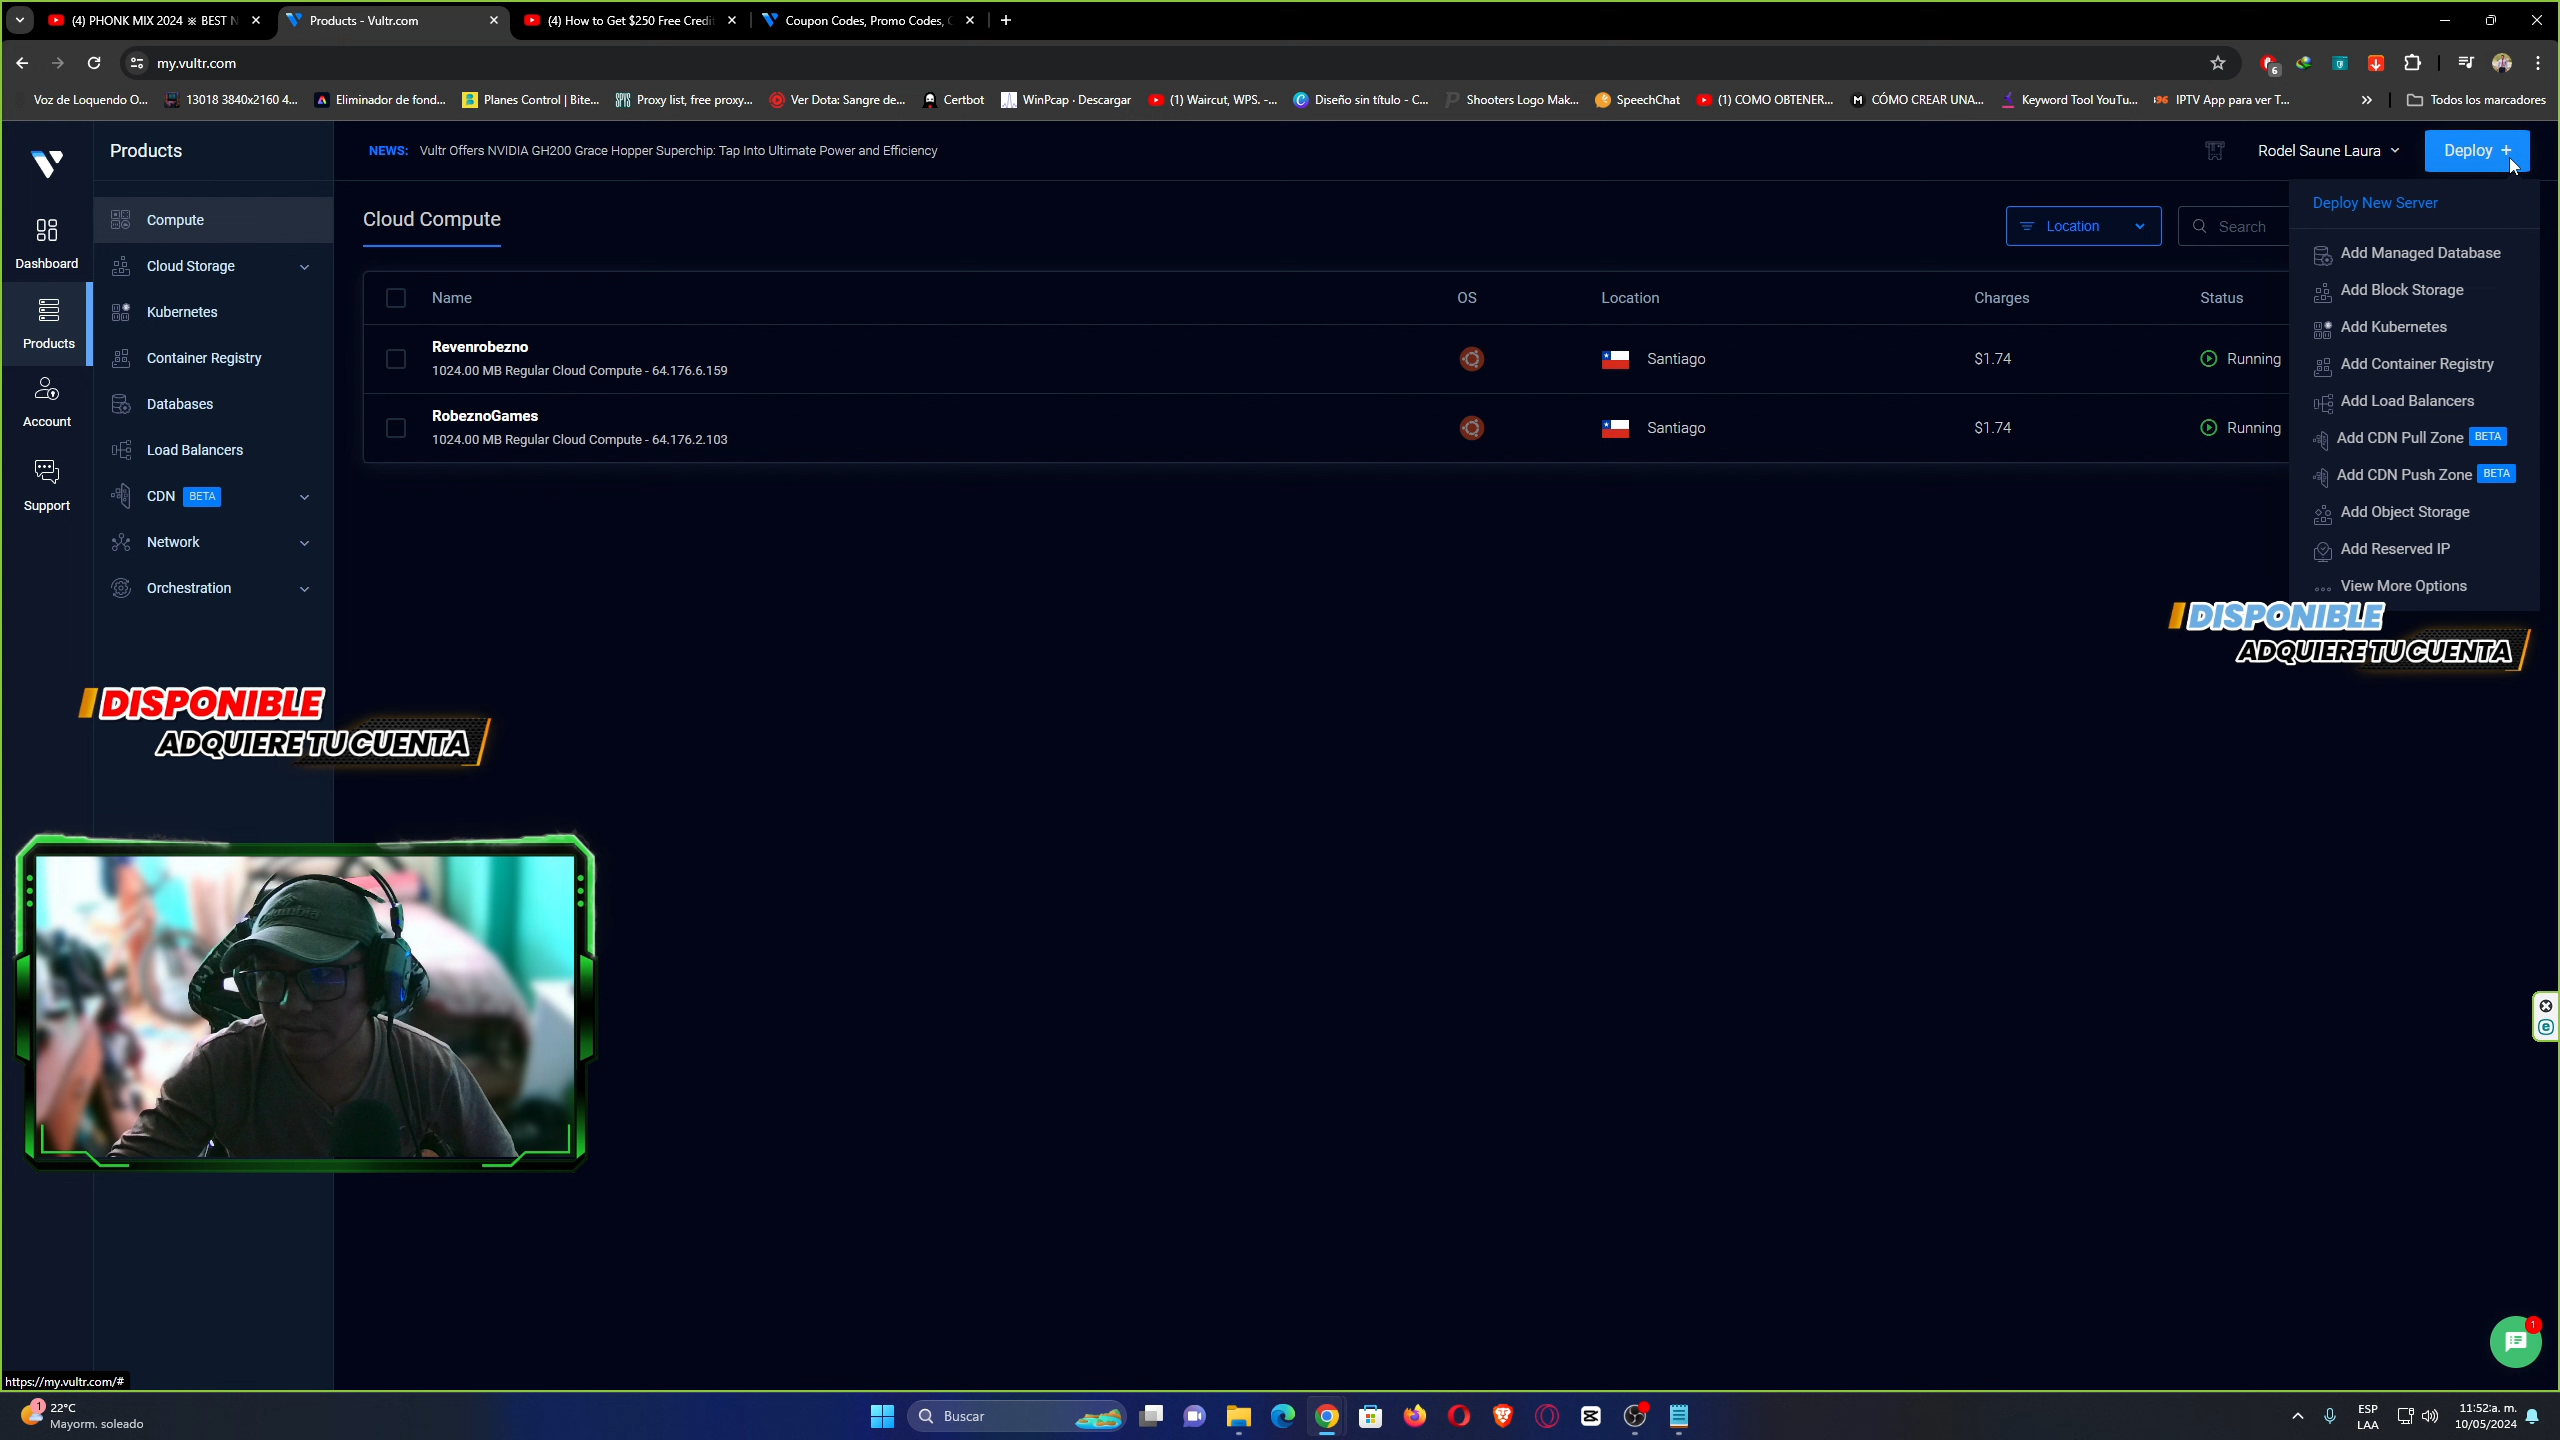 (4) PHONK MIX 2024 ※ BEST N
Products - Vultr.com
(4) How to Get $250 Free Credi
Coupon Codes, Promo Codes, C
my.vultr.com
6
Voz de Loquendo O...
13018 3840x2160 4...
Eliminador de fond...
Planes Control | Bite...
Proxy list, free proxy...
Ver Dota: Sangre de...
Certbot
WinPcap · Descargar
(1) Waircut, WPS. -...
Diseño sin título - C...
Shooters Logo Mak...
SpeechChat
(1) COMO OBTENER...
CÓMO CREAR UNA...
Keyword Tool YouTu...
IPTV App para ver T...
»
Todos los marcadores
Products
NEWS: Vultr Offers NVIDIA GH200 Grace Hopper Superchip: Tap Into Ultimate Power and Efficiency
Rodel Saune Laura
Deploy +
Dashboard
Products
Account
Support
Compute
Cloud Storage
Kubernetes
Container Registry
Databases
Load Balancers
CDN BETA
Network
Orchestration
Cloud Compute
Location
Search
Name
OS
Location
Charges
Status
Revenrobezno
1024.00 MB Regular Cloud Compute - 64.176.6.159
Santiago
$1.74
Running
RobeznoGames
1024.00 MB Regular Cloud Compute - 64.176.2.103
Santiago
$1.74
Running
Deploy New Server
Add Managed Database
Add Block Storage
Add Kubernetes
Add Container Registry
Add Load Balancers
Add CDN Pull Zone BETA
Add CDN Push Zone BETA
Add Object Storage
Add Reserved IP
View More Options
DISPONIBLE
ADQUIERE TU CUENTA
DISPONIBLE
ADQUIERE TU CUENTA
1
https://my.vultr.com/#
1
22°C
Mayorm. soleado
Buscar
ESP
LAA
11:52:a. m.
10/05/2024